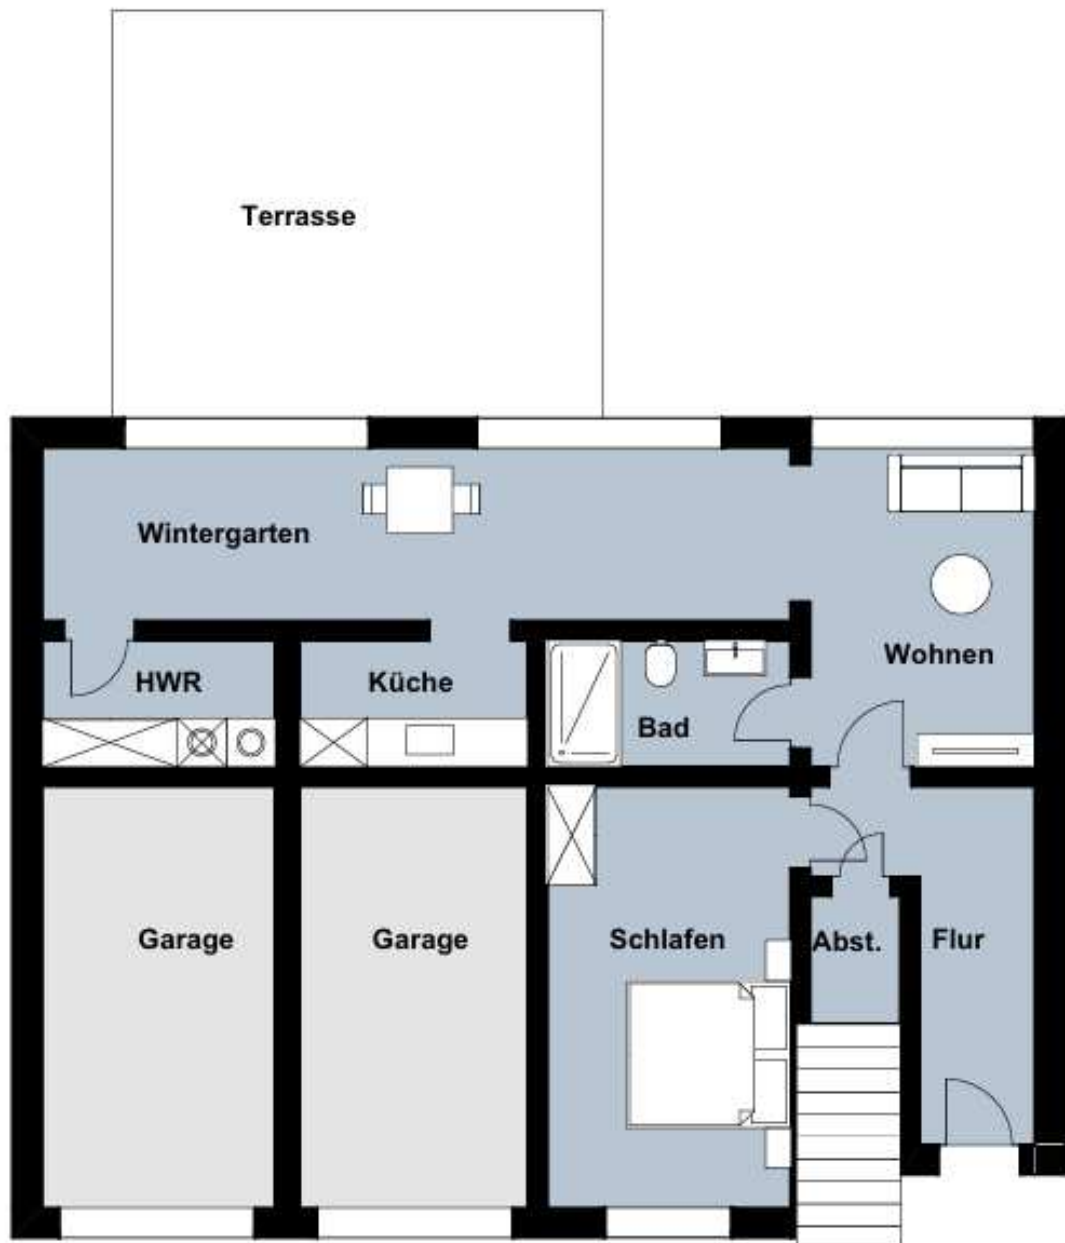 Terrasse
Wintergarten
Wohnen
HWR
Küche
Bad
Garage
Garage
Schlafen
Abst.
Flur